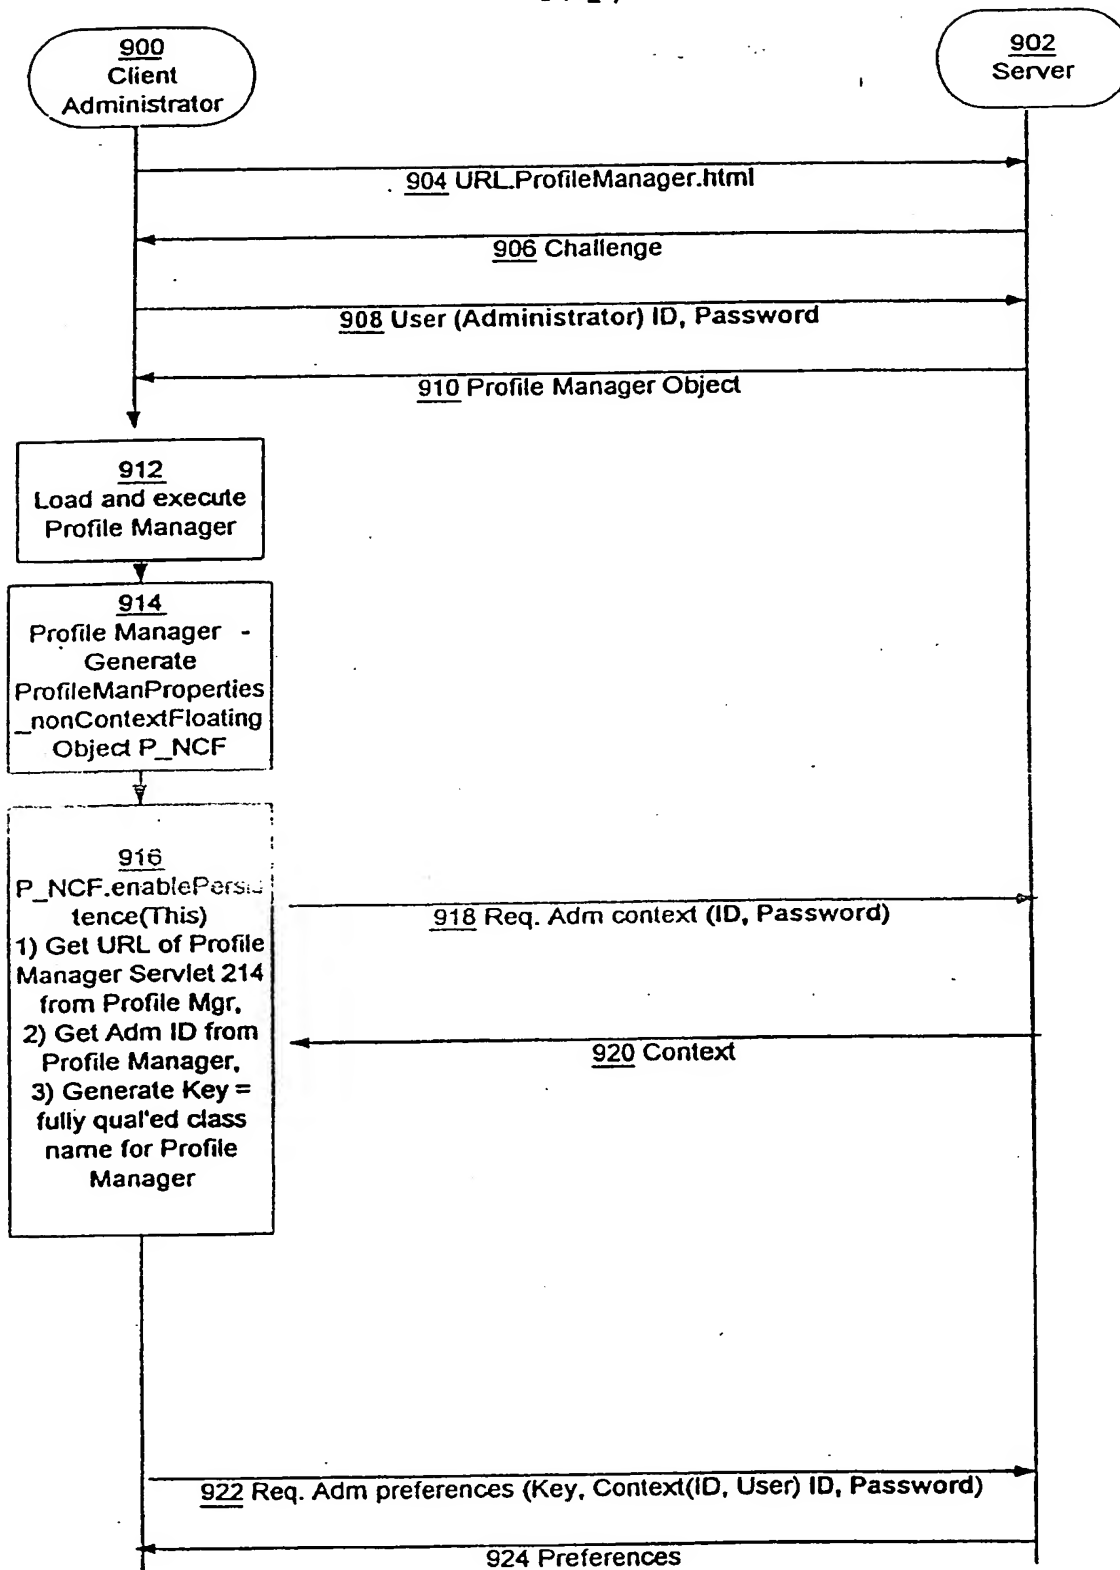 900
Client
Administrator
902
Server
904 URL.ProfileManager.html
906 Challenge
908 User (Administrator) ID, Password
910 Profile Manager Object
912
Load and execute
Profile Manager
914
Profile Manager -
Generate
ProfileManProperties
_nonContextFloating
Object P_NCF
916
P_NCF.enablePersis
tence(This)
1) Get URL of Profile
Manager Servlet 214
from Profile Mgr,
2) Get Adm ID from
Profile Manager,
3) Generate Key =
fully qual'ed class
name for Profile
Manager
918 Req. Adm context (ID, Password)
920 Context
922 Req. Adm preferences (Key, Context(ID, User) ID, Password)
924 Preferences